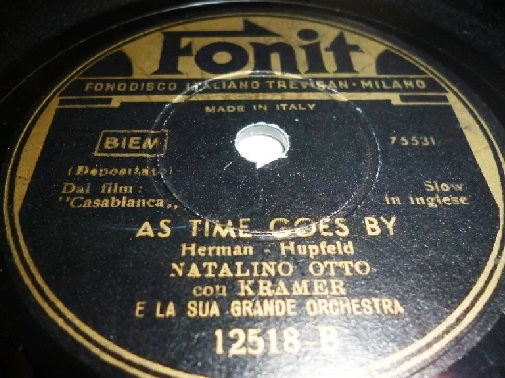 Fonit
FONODISCO ITALIANO TREVISAN - MILANO
MADE IN ITALY
BIEM
75531
(Depositato)
Dal film :
"Casablanca„
Slow
in inglese
AS TIME GOES BY
Herman - Hupfeld
NATALINO OTTO
con KRAMER
E LA SUA GRANDE ORCHESTRA
12518 B